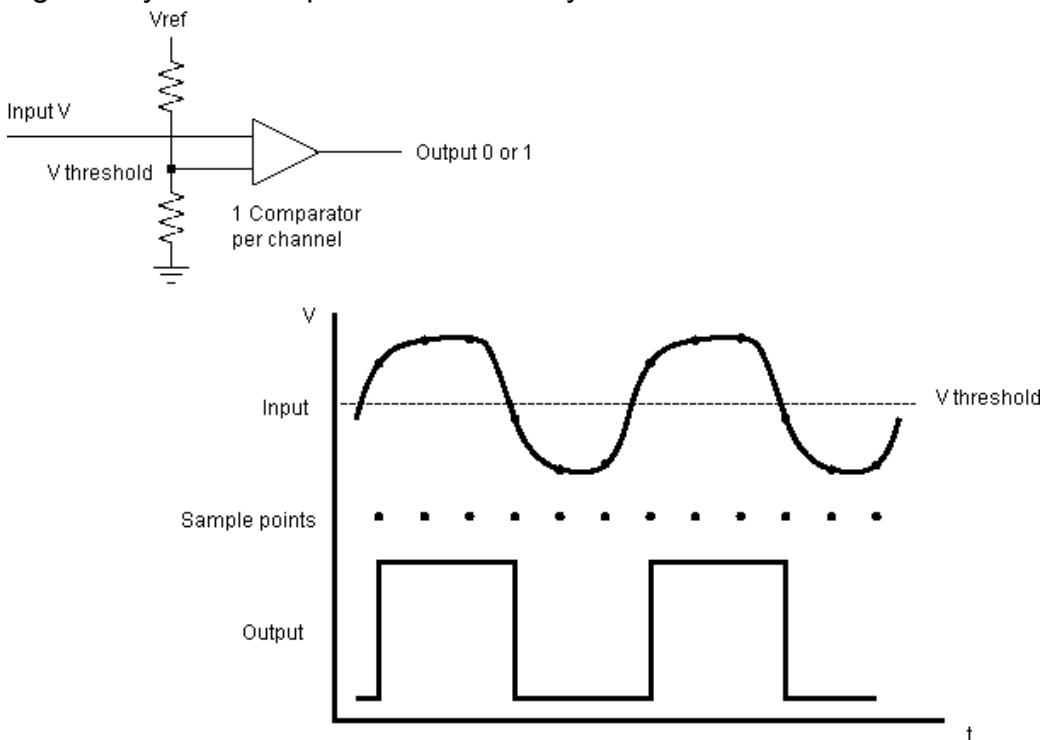 Vref
Input V
V threshold
Output 0 or 1
1 Comparator
per channel
V
Input
V threshold
Sample points
Output
t